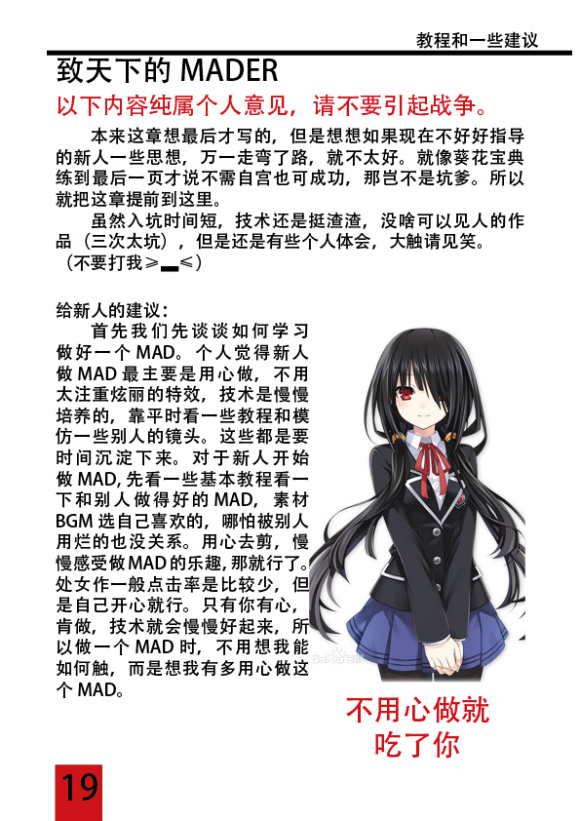 教程和一些建议
致天下的 MADER
以下内容纯属个人意见，请不要引起战争。
本来这章想最后才写的，但是想想如果现在不好好指导
的新人一些思想，万一走弯了路，就不太好。就像葵花宝典
练到最后一页才说不需自宫也可成功，那岂不是坑爹。所以
就把这章提前到这里。
虽然入坑时间短，技术还是挺渣渣，没啥可以见人的作
品（三次太坑），但是还是有些个人体会，大触请见笑。
（不要打我≥▂≤）
给新人的建议：
首先我们先谈谈如何学习
做好一个 MAD。个人觉得新人
做 MAD 最主要是用心做，不用
太注重炫丽的特效，技术是慢慢
培养的，靠平时看一些教程和模
仿一些别人的镜头。这些都是要
时间沉淀下来。对于新人开始
做 MAD, 先看一些基本教程看一
下和别人做得好的 MAD，素材
BGM 选自己喜欢的，哪怕被别人
用烂的也没关系。用心去剪，慢
慢感受做 MAD 的乐趣, 那就行了。
处女作一般点击率是比较少，但
是自己开心就行。只有你有心，
肯做，技术就会慢慢好起来，所
以做一个 MAD 时，不用想我能
如何触，而是想我有多用心做这
个 MAD。
不用心做就
吃了你
19